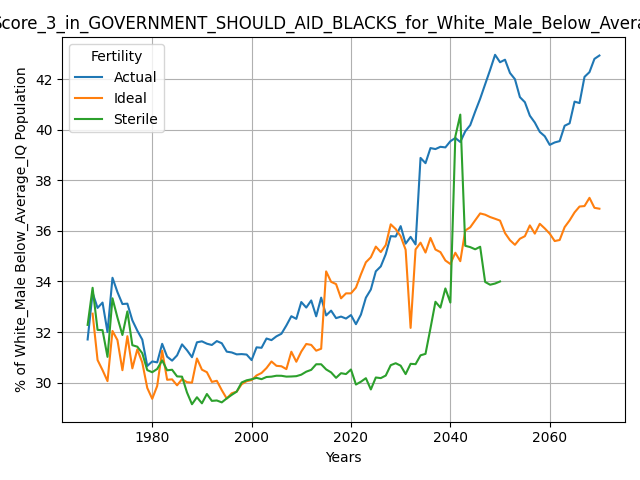 Score_3_in_GOVERNMENT_SHOULD_AID_BLACKS_for_White_Male_Below_Avera
Fertility
Actual
Ideal
Sterile
% of White_Male Below_Average_IQ Population
42
40
38
36
34
32
30
1980
2000
2020
2040
2060
Years